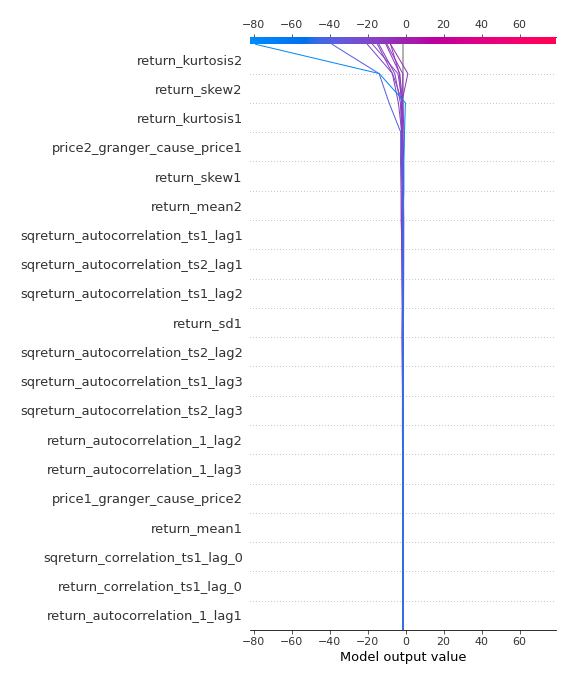 −80 −60 −40 −20 0 20 40 60
return_kurtosis2
return_skew2
return_kurtosis1
price2_granger_cause_price1
return_skew1
return_mean2
sqreturn_autocorrelation_ts1_lag1
sqreturn_autocorrelation_ts2_lag1
sqreturn_autocorrelation_ts1_lag2
return_sd1
sqreturn_autocorrelation_ts2_lag2
sqreturn_autocorrelation_ts1_lag3
sqreturn_autocorrelation_ts2_lag3
return_autocorrelation_1_lag2
return_autocorrelation_1_lag3
price1_granger_cause_price2
return_mean1
sqreturn_correlation_ts1_lag_0
return_correlation_ts1_lag_0
return_autocorrelation_1_lag1
−80 −60 −40 −20 0 20 40 60
Model output value